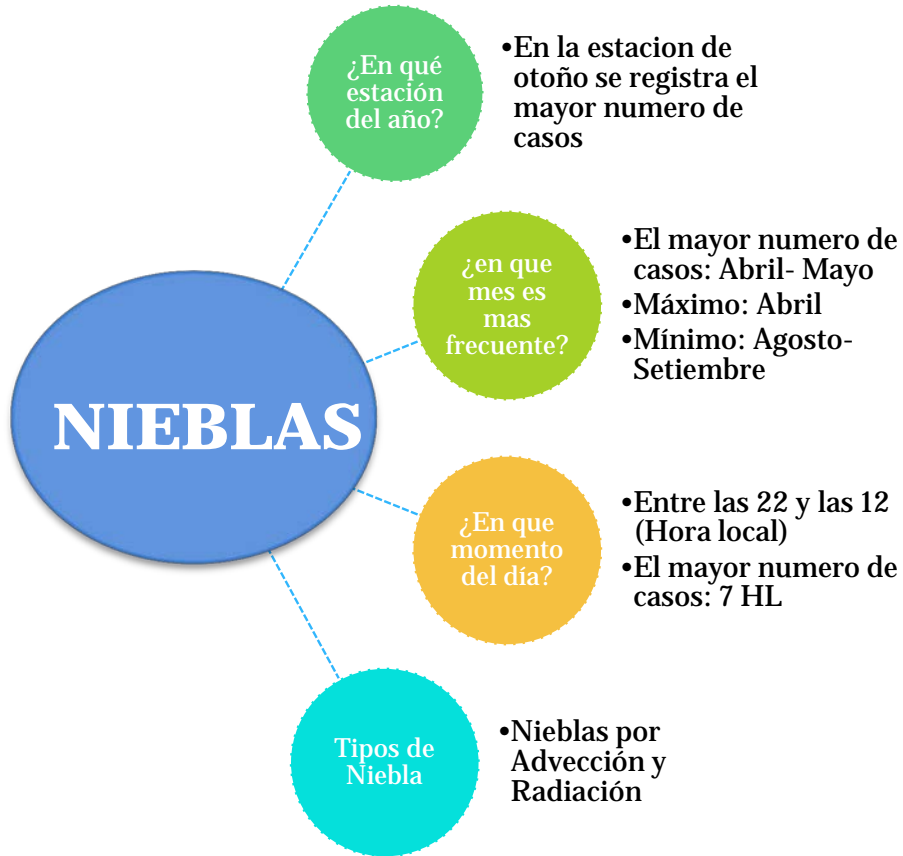 ¿En qué
estación
del año?
•En la estacion de
otoño se registra el
mayor numero de
casos
¿en que
mes es
mas
frecuente?
•El mayor numero de
casos: Abril- Mayo
•Máximo: Abril
•Mínimo: Agosto-
Setiembre
NIEBLAS
¿En que
momento
del día?
•Entre las 22 y las 12
(Hora local)
•El mayor numero de
casos: 7 HL
Tipos de
Niebla
•Nieblas por
Advección y
Radiación